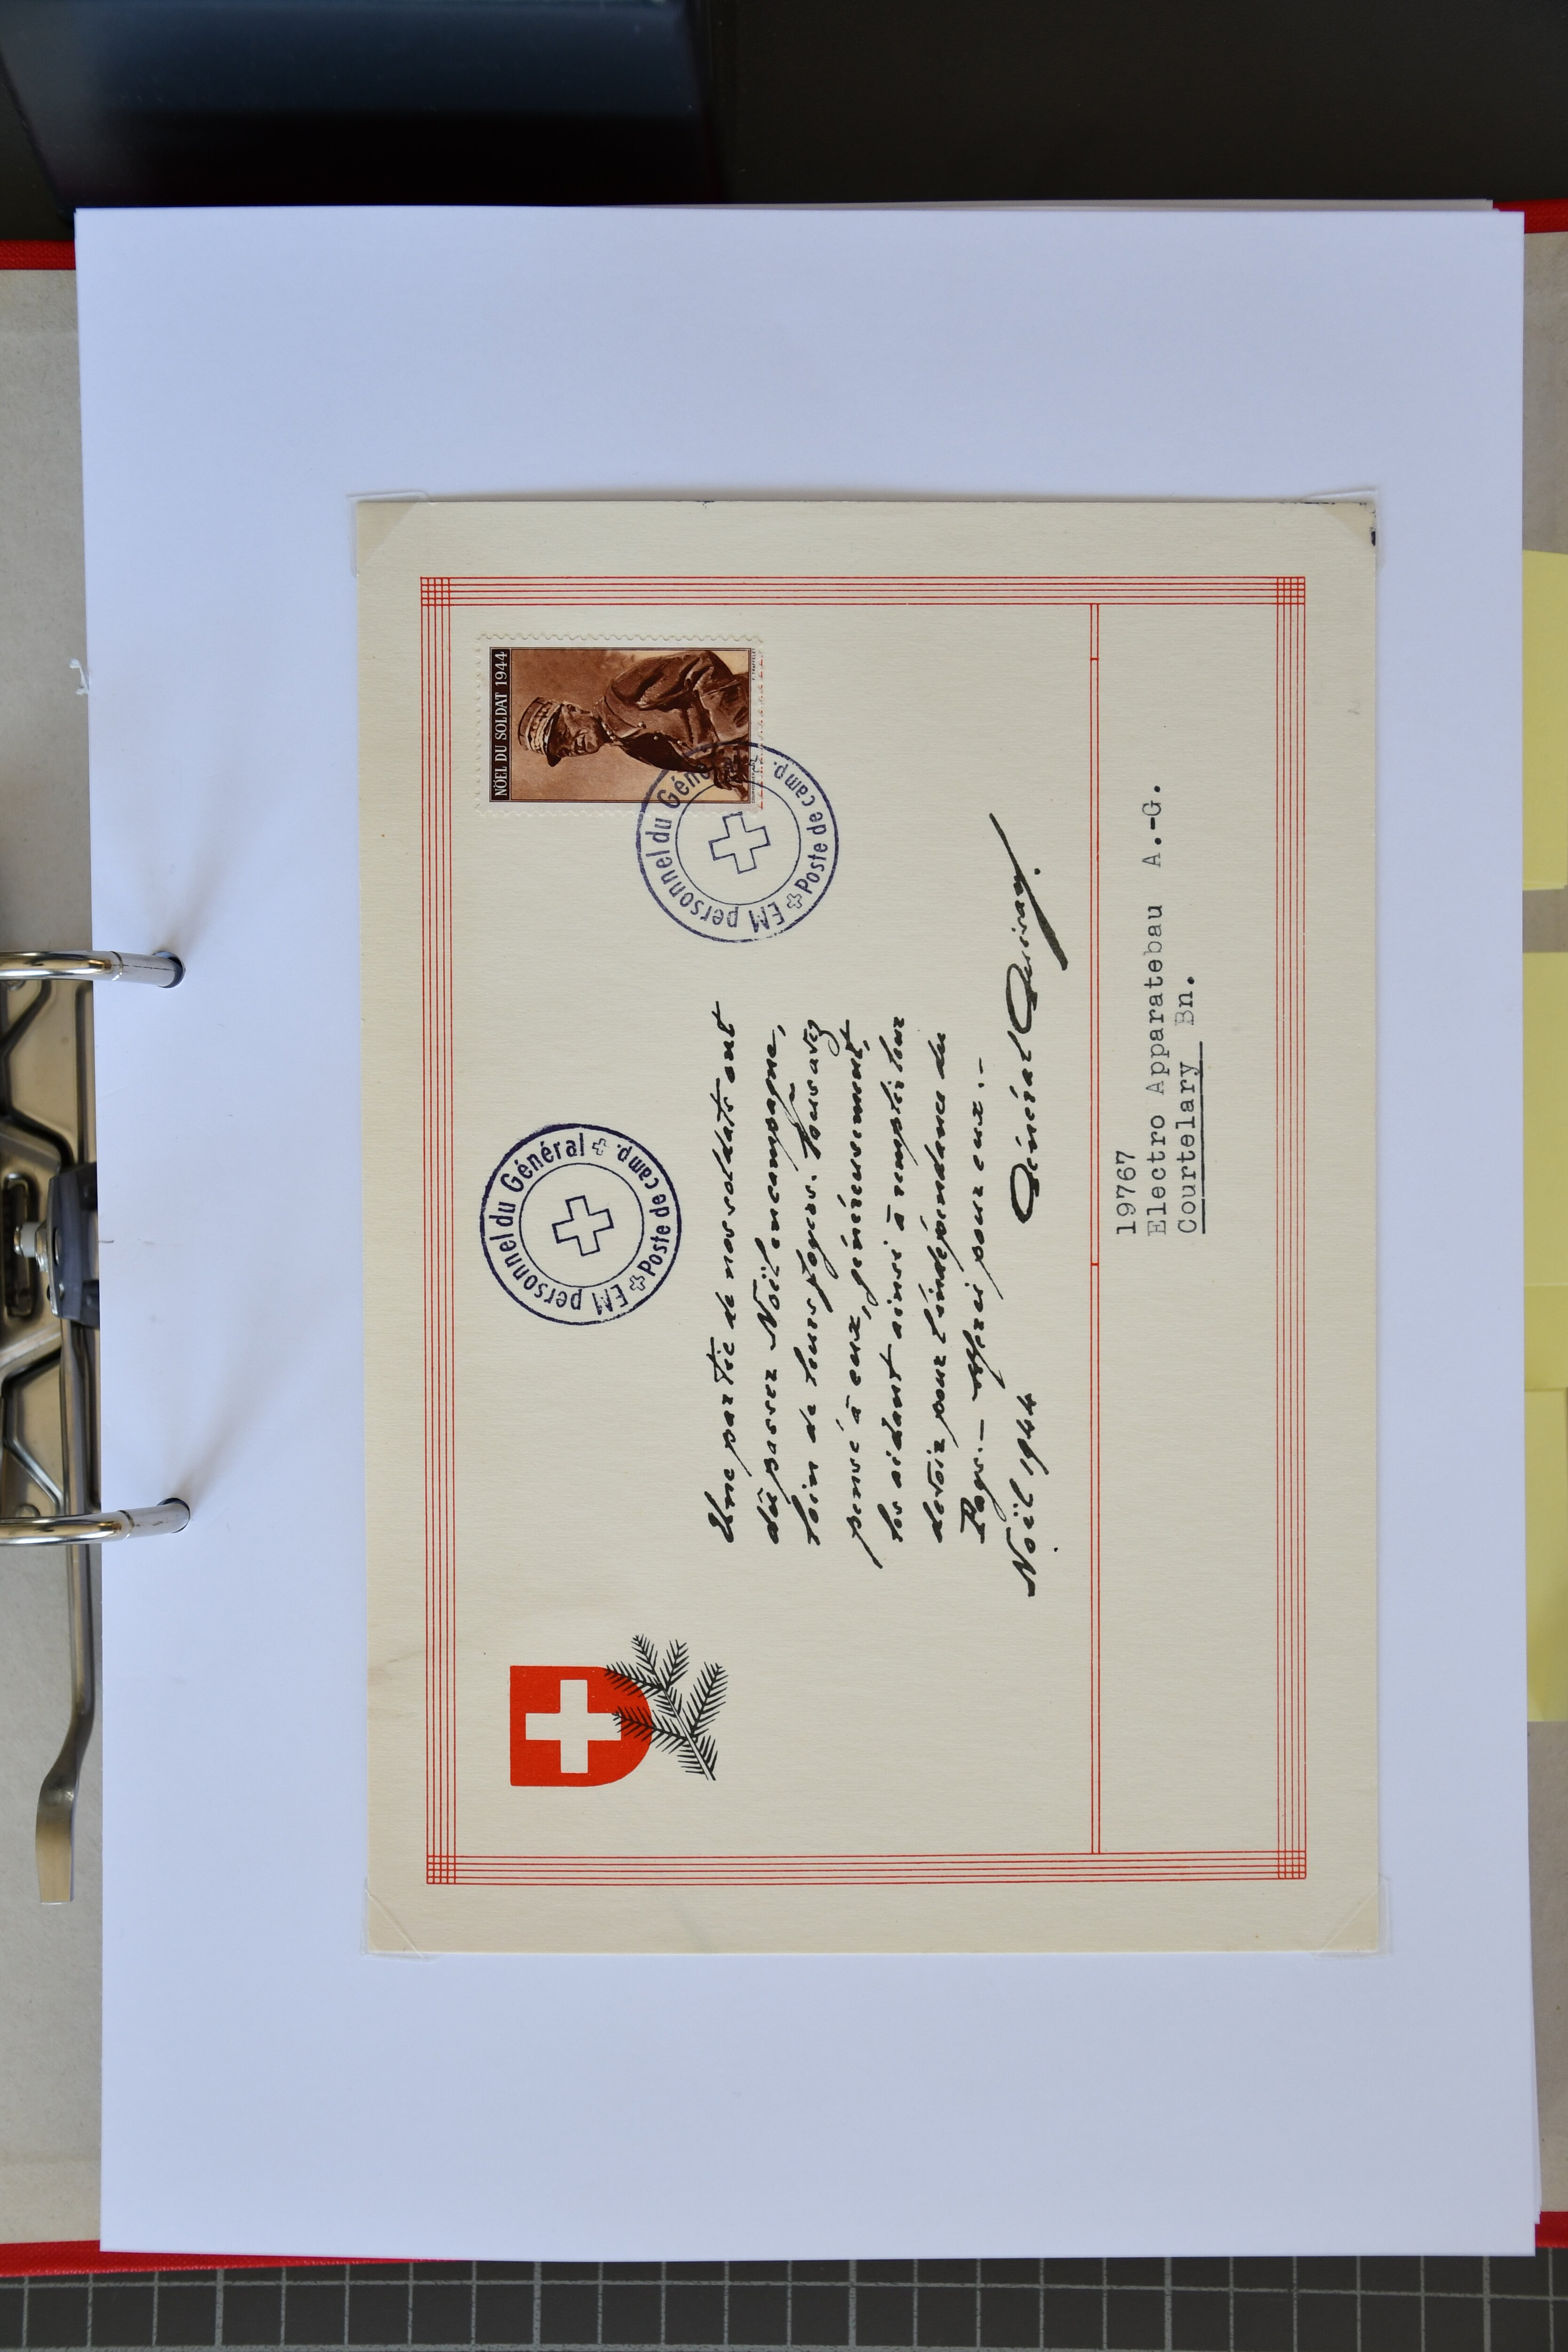 NOËL DU SOLDAT 1944
EM personnel du Général
Poste de camp.
EM personnel du Général
Poste de camp.
Une partie de nos soldats ont
dû passer Noël en campagne,
loin de leurs foyers. Vous avez
pensé à eux, généreusement,
les aidant ainsi à remplir leur
devoir pour l'indépendance du
Pays.— Merci pour eux.—
Noël 1944 Général Guisan.
19767
Electro Apparatebau A.-G.
Courtelary Bn.